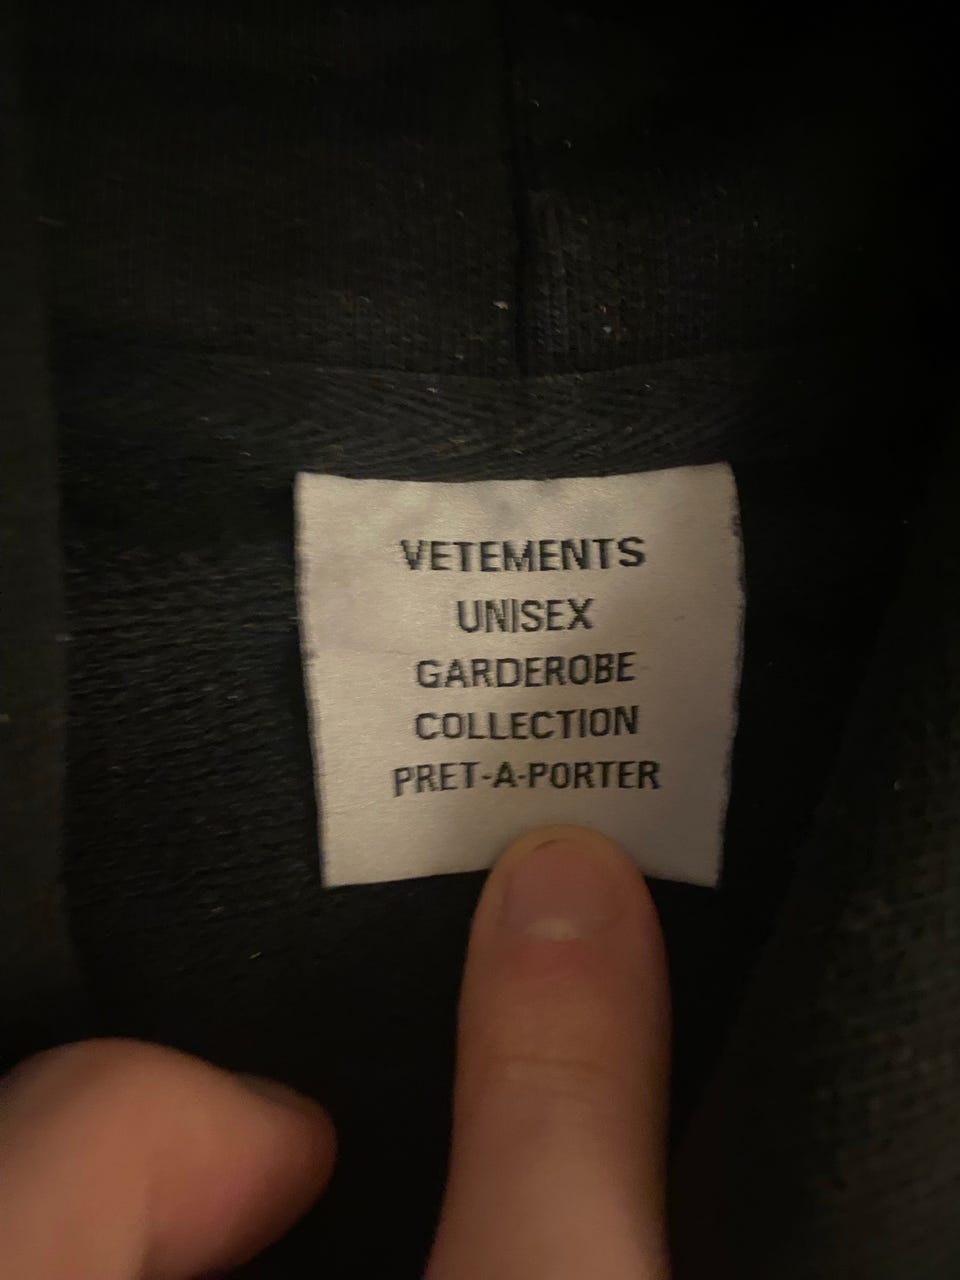 VETEMENTS
UNISEX
GARDEROBE
COLLECTION
PRET-A-PORTER